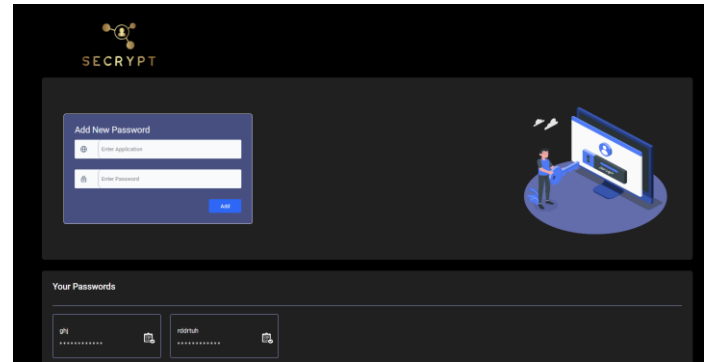 SECRYPT
Add New Password
Enter Application
Enter Password
Add
Your Passwords
ghj
rddrtuh
************
************